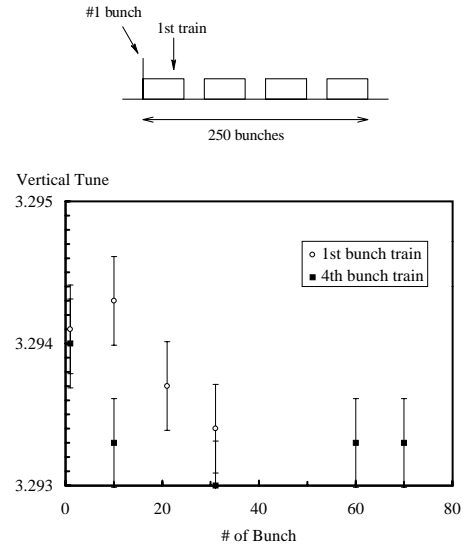 #1 bunch
1st train
250 bunches
Vertical Tune
3.295
1st bunch train
4th bunch train
3.294
3.293
0 20 40 60 80
# of Bunch